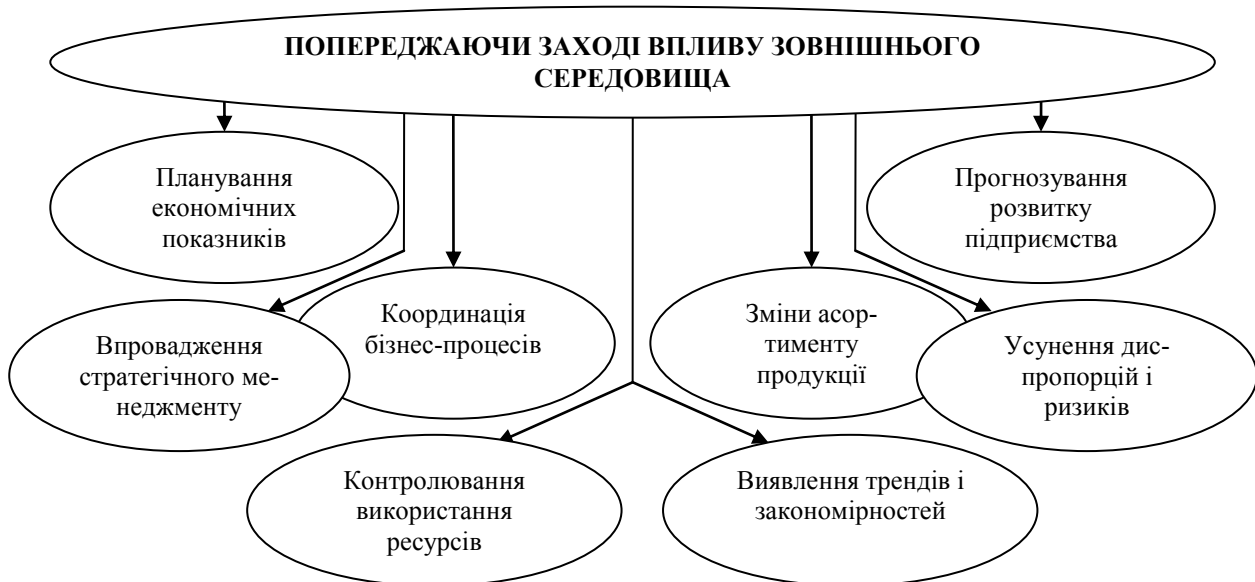 ПОПЕРЕДЖАЮЧИ ЗАХОДІ ВПЛИВУ ЗОВНІШНЬОГО
СЕРЕДОВИЩА
Планування
економічних
показників
Прогнозування
розвитку
підприємства
Впровадження
стратегічного ме-
неджменту
Координація
бізнес-процесів
Зміни асор-
тименту
продукції
Усунення дис-
пропорцій і
ризиків
Контролювання
використання
ресурсів
Виявлення трендів і
закономірностей